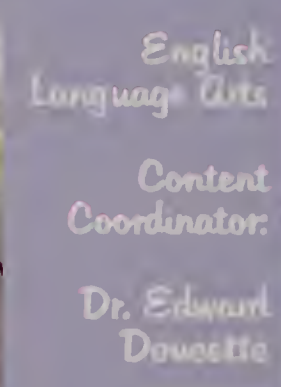 English
Language Arts
Content
Coordinator:
Dr. Edward
Doucette